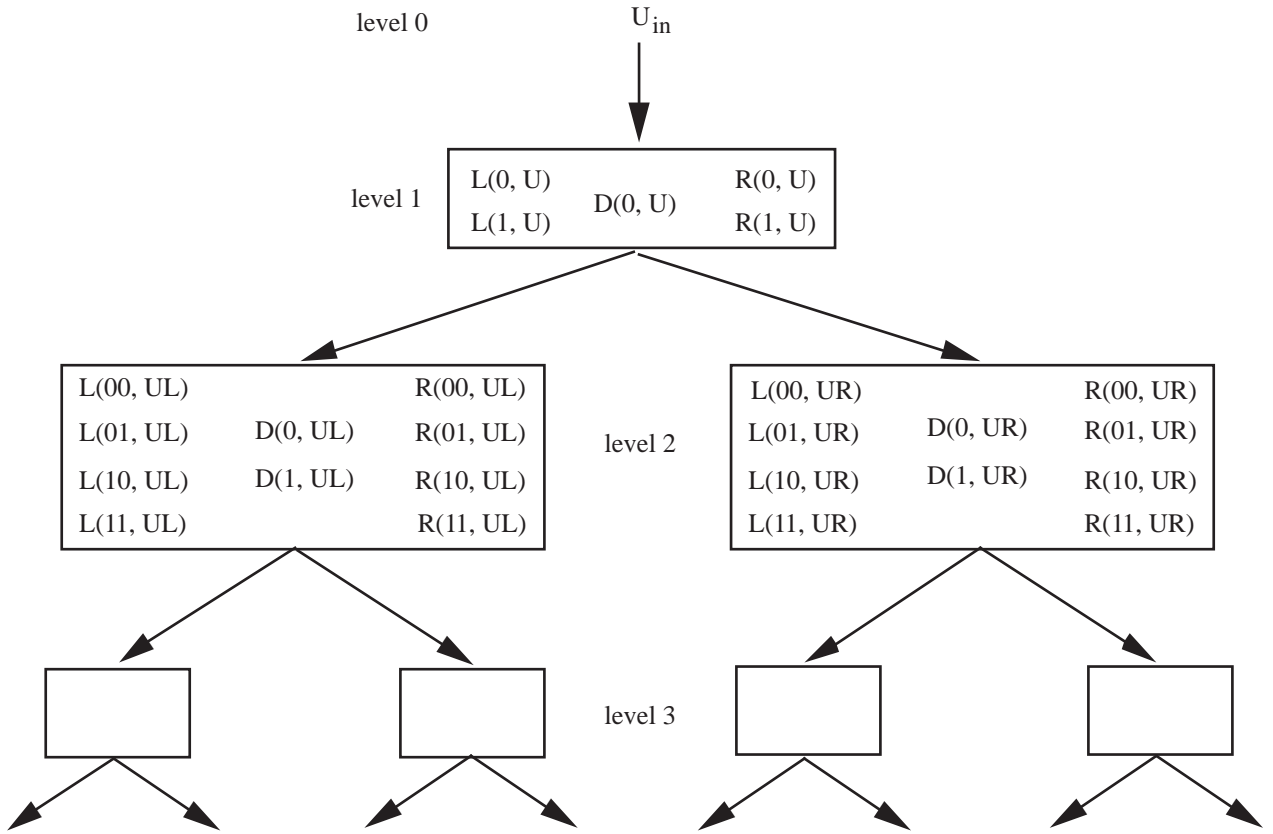 level 0
U_in
level 1
L(0, U)
R(0, U)
D(0, U)
L(1, U)
R(1, U)
L(00, UL)
R(00, UL)
L(01, UL)
D(0, UL)
R(01, UL)
L(10, UL)
D(1, UL)
R(10, UL)
L(11, UL)
R(11, UL)
level 2
L(00, UR)
R(00, UR)
L(01, UR)
D(0, UR)
R(01, UR)
L(10, UR)
D(1, UR)
R(10, UR)
L(11, UR)
R(11, UR)
level 3